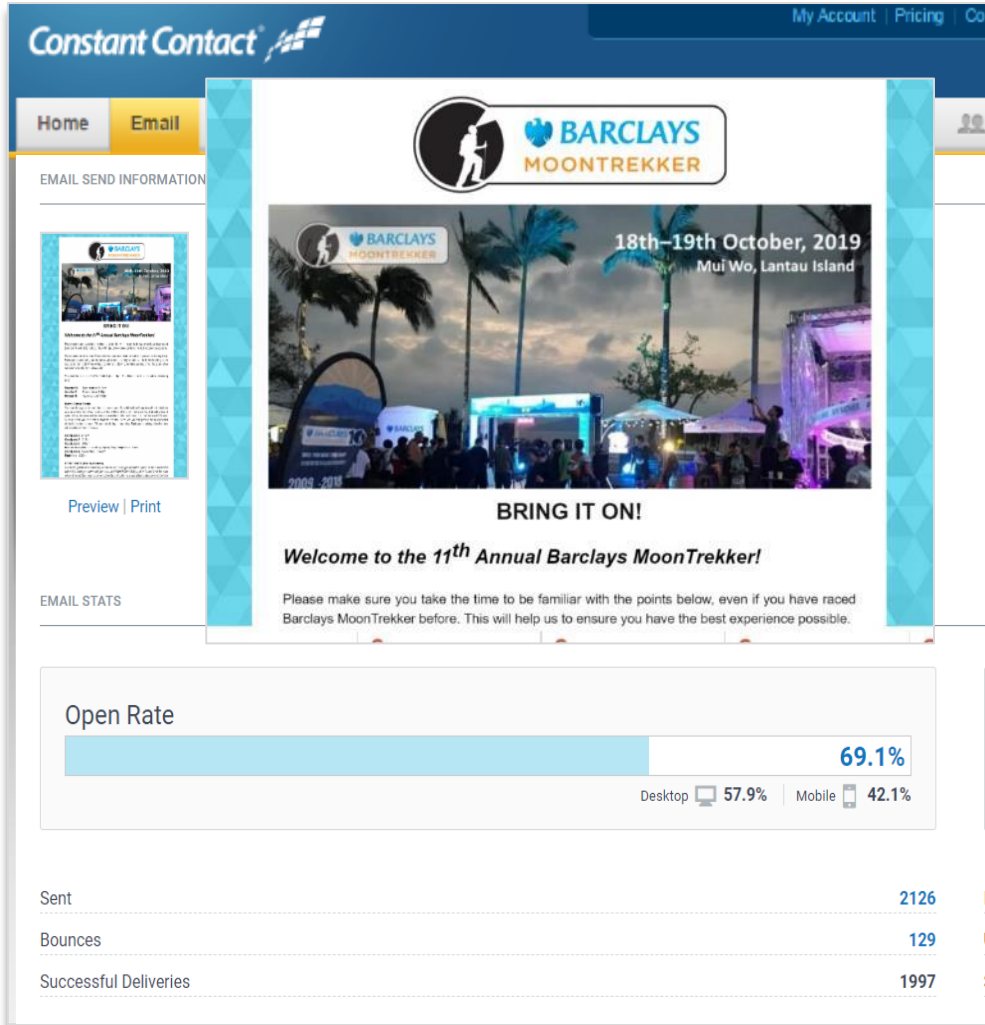 Constant Contact®
My Account | Pricing | Co
Home
Email
EMAIL SEND INFORMATION
BARCLAYS
MOONTREKKER
BARCLAYS
MOONTREKKER
18th–19th October, 2019
Mui Wo, Lantau Island
BARCLAYS
2009 -2018
BRING IT ON!
Welcome to the 11th Annual Barclays MoonTrekker!
Please make sure you take the time to be familiar with the points below, even if you have raced
Barclays MoonTrekker before. This will help us to ensure you have the best experience possible.
Preview | Print
EMAIL STATS
Open Rate
69.1%
Desktop 57.9% Mobile 42.1%
Sent 2126
Bounces 129
Successful Deliveries 1997